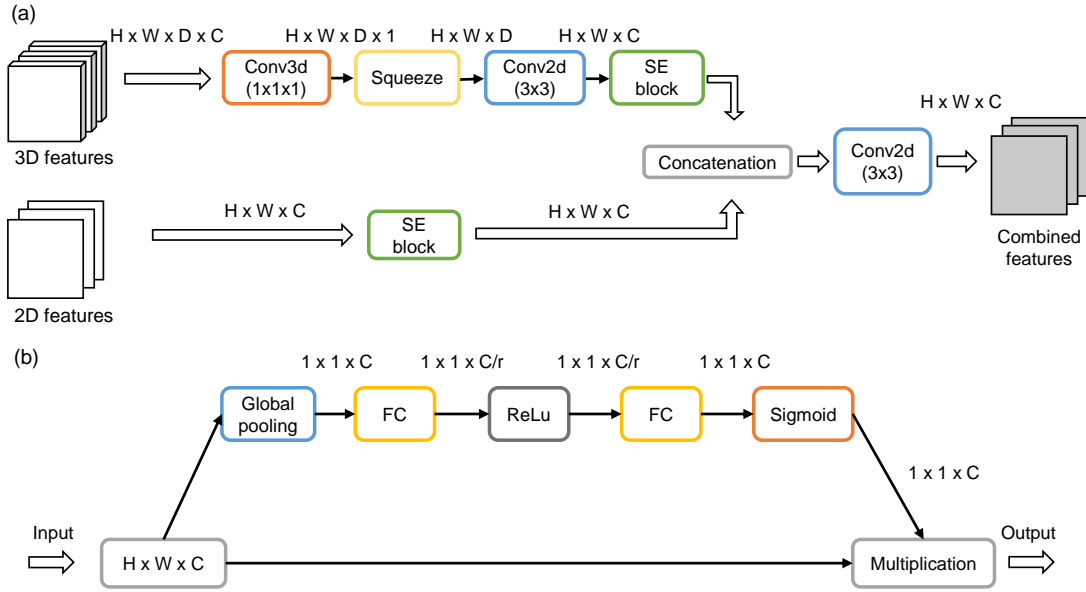 (a)
H x W x D x C
H x W x D x 1
H x W x D
H x W x C
Conv3d
(1x1x1)
Squeeze
Conv2d
(3x3)
SE
block
3D features
Concatenation
Conv2d
(3x3)
H x W x C
Combined
features
H x W x C
SE
block
H x W x C
2D features
(b)
1 x 1 x C
1 x 1 x C/r
1 x 1 x C/r
1 x 1 x C
Global
pooling
FC
ReLu
FC
Sigmoid
1 x 1 x C
Input
H x W x C
Multiplication
Output